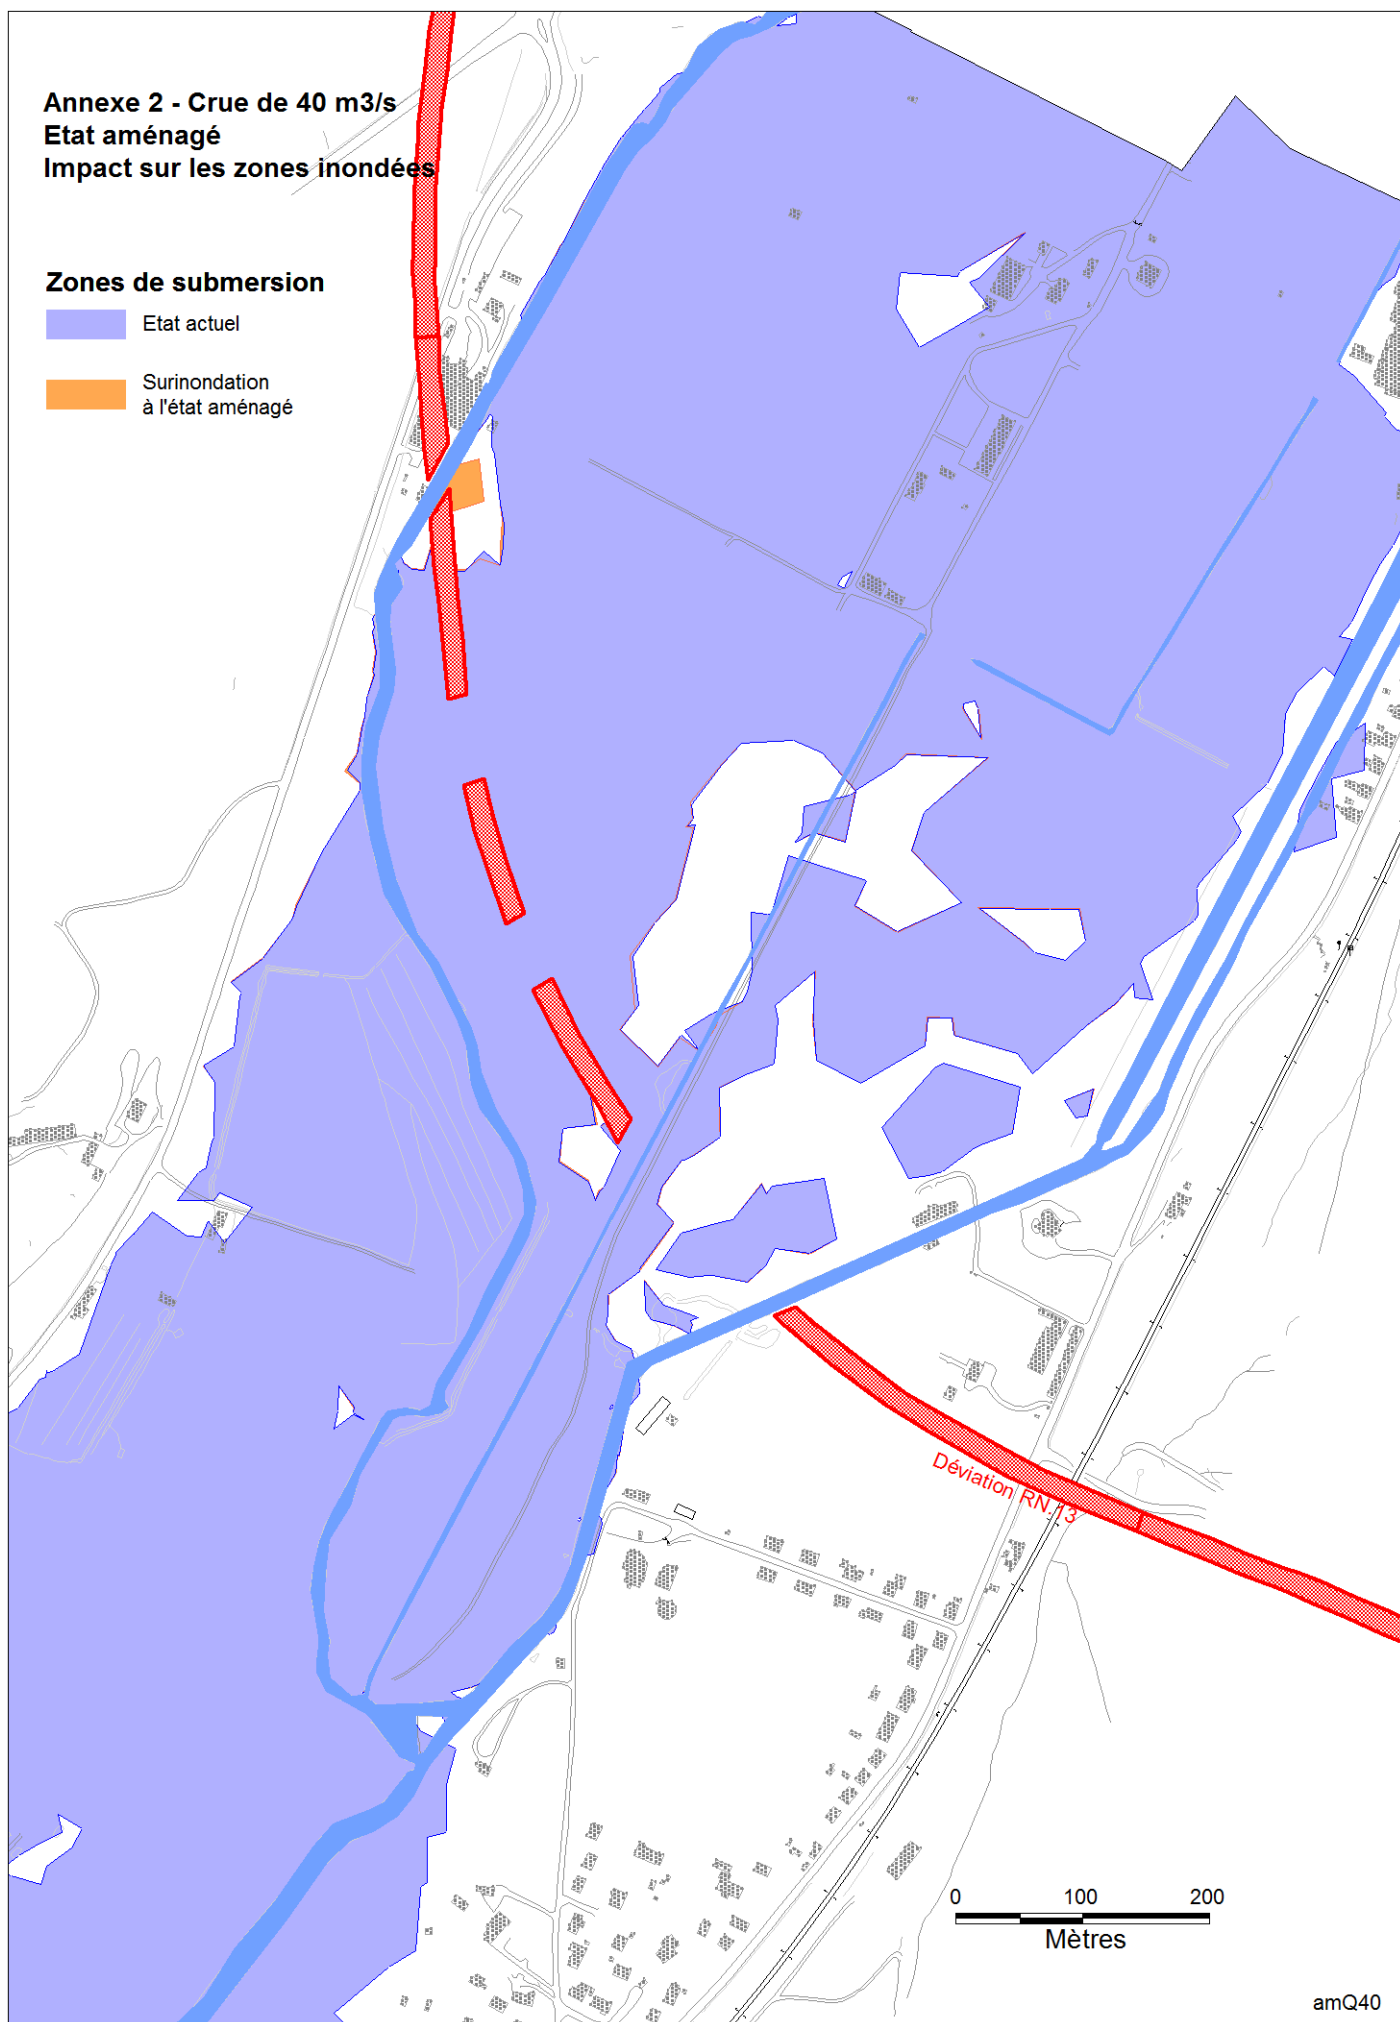 Annexe 2 - Crue de 40 m3/s
Etat aménagé
Impact sur les zones inondées
Zones de submersion
Etat actuel
Surinondation
à l'état aménagé
Déviation RN.13
0 100 200
Mètres
amQ40